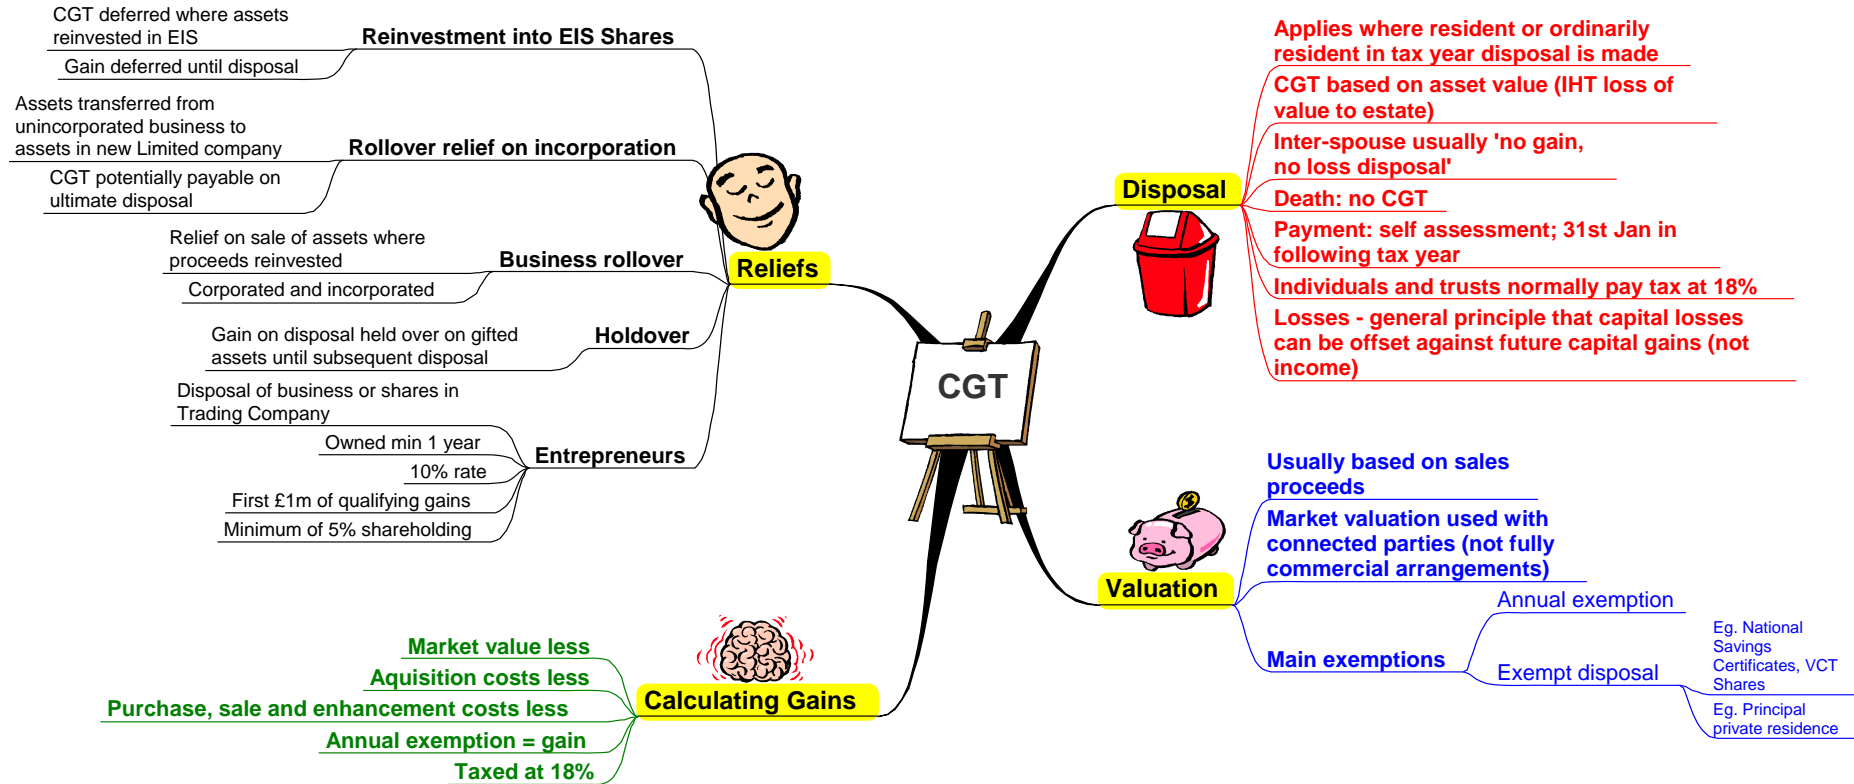 CGT
Reliefs
Reinvestment into EIS Shares
CGT deferred where assets
reinvested in EIS
Gain deferred until disposal
Rollover relief on incorporation
Assets transferred from
unincorporated business to
assets in new Limited company
CGT potentially payable on
ultimate disposal
Business rollover
Relief on sale of assets where
proceeds reinvested
Corporated and incorporated
Holdover
Gain on disposal held over on gifted
assets until subsequent disposal
Entrepreneurs
Disposal of business or shares in
Trading Company
Owned min 1 year
10% rate
First £1m of qualifying gains
Minimum of 5% shareholding
Calculating Gains
Market value less
Aquisition costs less
Purchase, sale and enhancement costs less
Annual exemption = gain
Taxed at 18%
Disposal
Applies where resident or ordinarily
resident in tax year disposal is made
CGT based on asset value (IHT loss of
value to estate)
Inter-spouse usually 'no gain,
no loss disposal'
Death: no CGT
Payment: self assessment; 31st Jan in
following tax year
Individuals and trusts normally pay tax at 18%
Losses - general principle that capital losses
can be offset against future capital gains (not
income)
Valuation
Usually based on sales
proceeds
Market valuation used with
connected parties (not fully
commercial arrangements)
Main exemptions
Annual exemption
Exempt disposal
Eg. National
Savings
Certificates, VCT
Shares
Eg. Principal
private residence